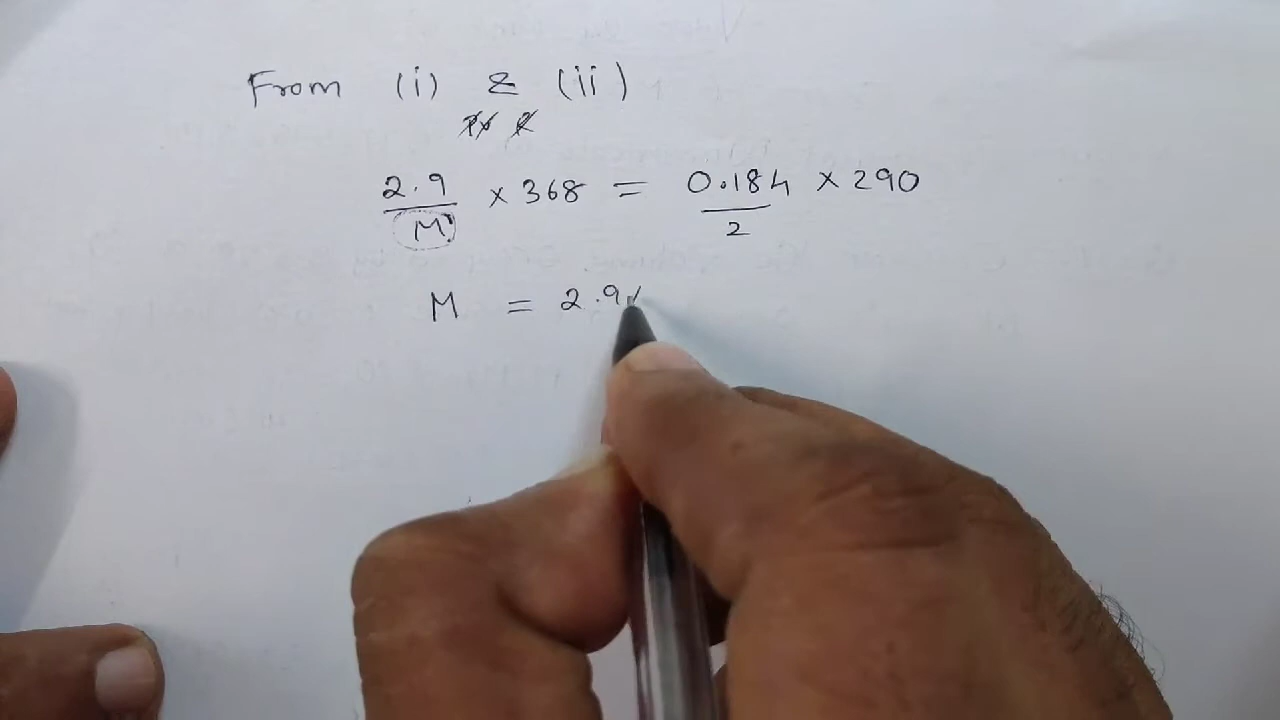 From (i) & (ii)
2.9 / M × 368 = 0.184 / 2 × 290
M = 2.9